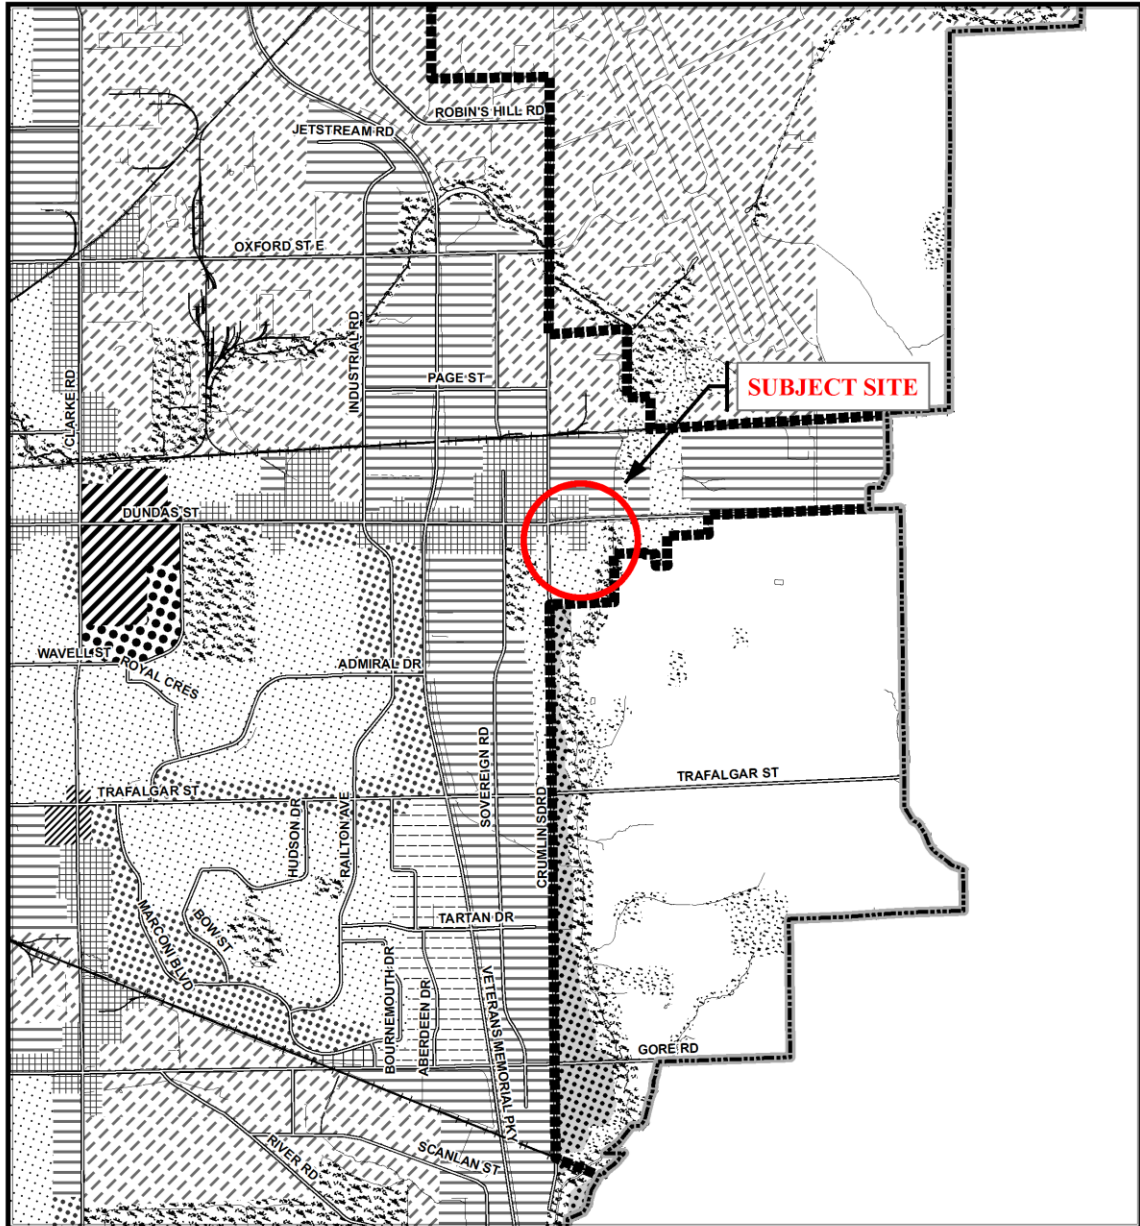 ROBIN'S HILL RD
JETSTREAM RD
OXFORD ST E
INDUSTRIAL RD
CLARKE RD
PAGE ST
SUBJECT SITE
DUNDAS ST
WAVELL ST
ROYAL CRES
ADMIRAL DR
SOVEREIGN RD
CRUMLIN SDRD
TRAFALGAR ST
TRAFALGAR ST
HUDSON DR
RAILTON AVE
MARCONI BLVD
BOW ST
TARTAN DR
BOURNEMOUTH DR
ABERDEEN DR
VETERANS MEMORIAL PKY
GORE RD
RIVER RD
SCANLAN ST